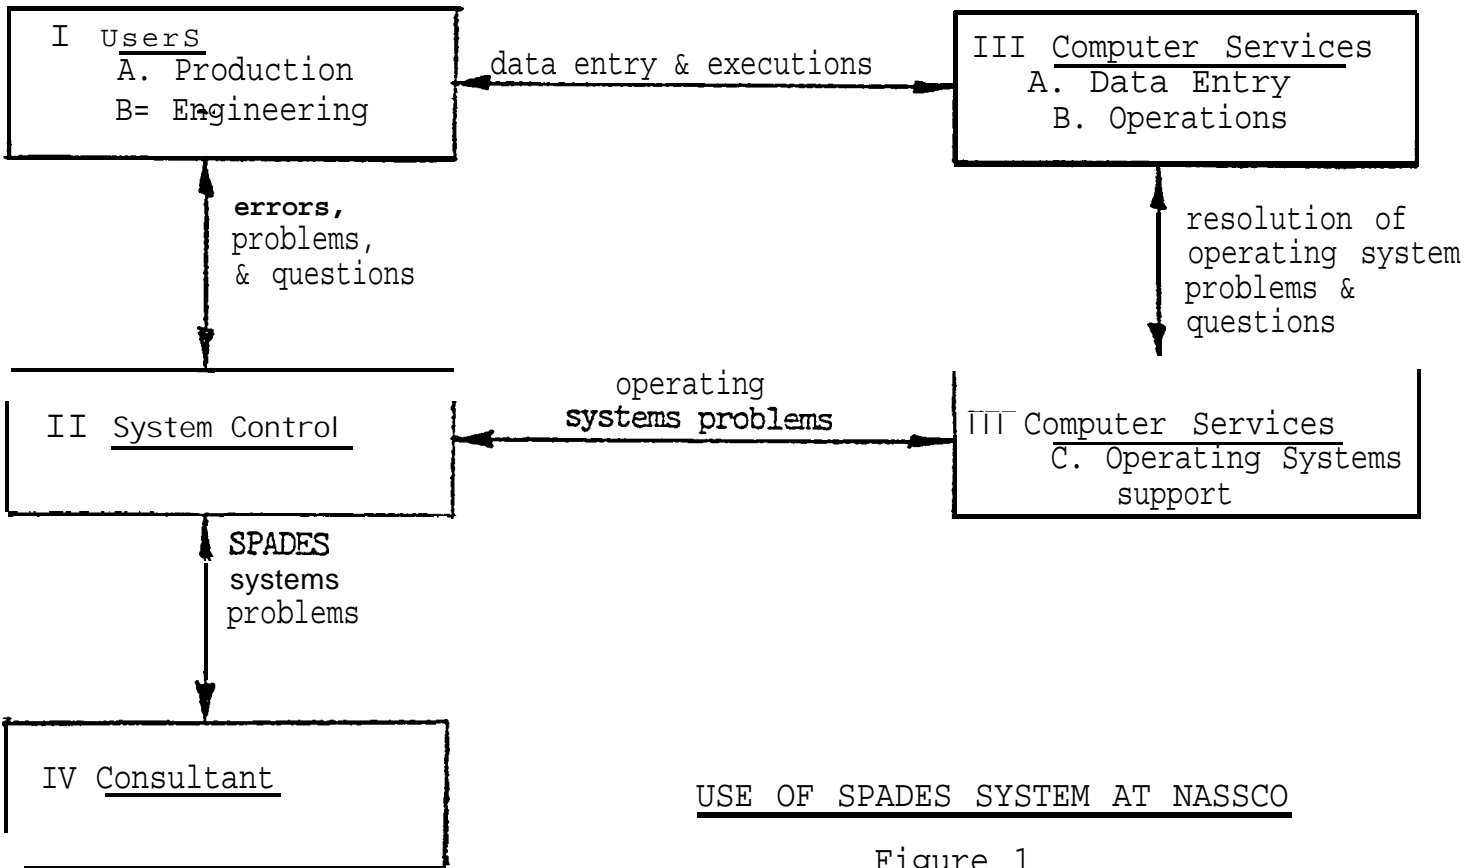 I UserS
A. Production
B= Engineering
data entry & executions
III Computer Services
A. Data Entry
B. Operations
errors,
problems,
& questions
resolution of
operating system
problems &
questions
II System Control
operating
systems problems
III Computer Services
C. Operating Systems
support
SPADES
systems
problems
IV Consultant
USE OF SPADES SYSTEM AT NASSCO
Figure 1